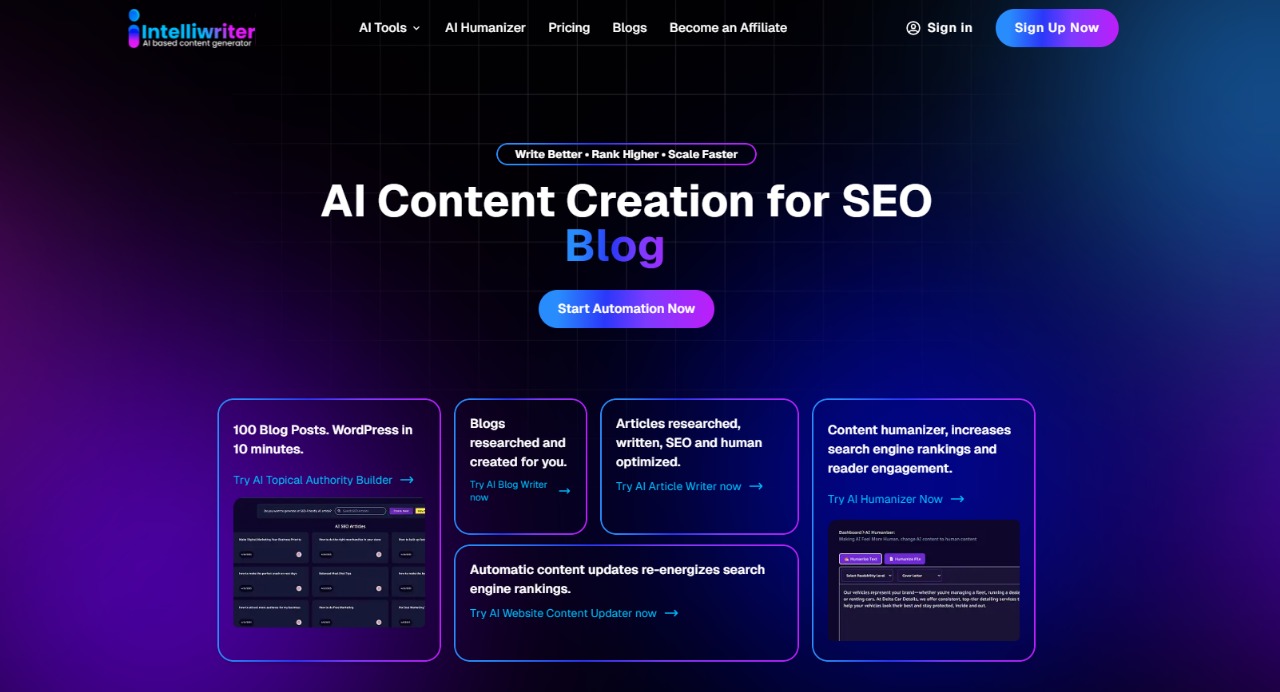 Intelliwriter
AI based content generator
AI Tools
AI Humanizer
Pricing
Blogs
Become an Affiliate
Sign in
Sign Up Now
Write Better • Rank Higher • Scale Faster
AI Content Creation for SEO
Blog
Start Automation Now
100 Blog Posts. WordPress in
10 minutes.
Try AI Topical Authority Builder
AI SEO Articles
Blogs
researched and
created for you.
Try AI Blog Writer
now
Articles researched,
written, SEO and human
optimized.
Try AI Article Writer now
Automatic content updates re-energizes search
engine rankings.
Try AI Website Content Updater now
Content humanizer, increases
search engine rankings and
reader engagement.
Try AI Humanizer Now
Making AI Text More Human, change AI content to human content
Humanize Text
Humanize URLs
Our vehicles represent your brand—whether you're managing a fleet, running a
or renting cars. At Delta Car Details, we offer consistent, top-tier detailing services
help your vehicles look their best and stay protected, inside and out.